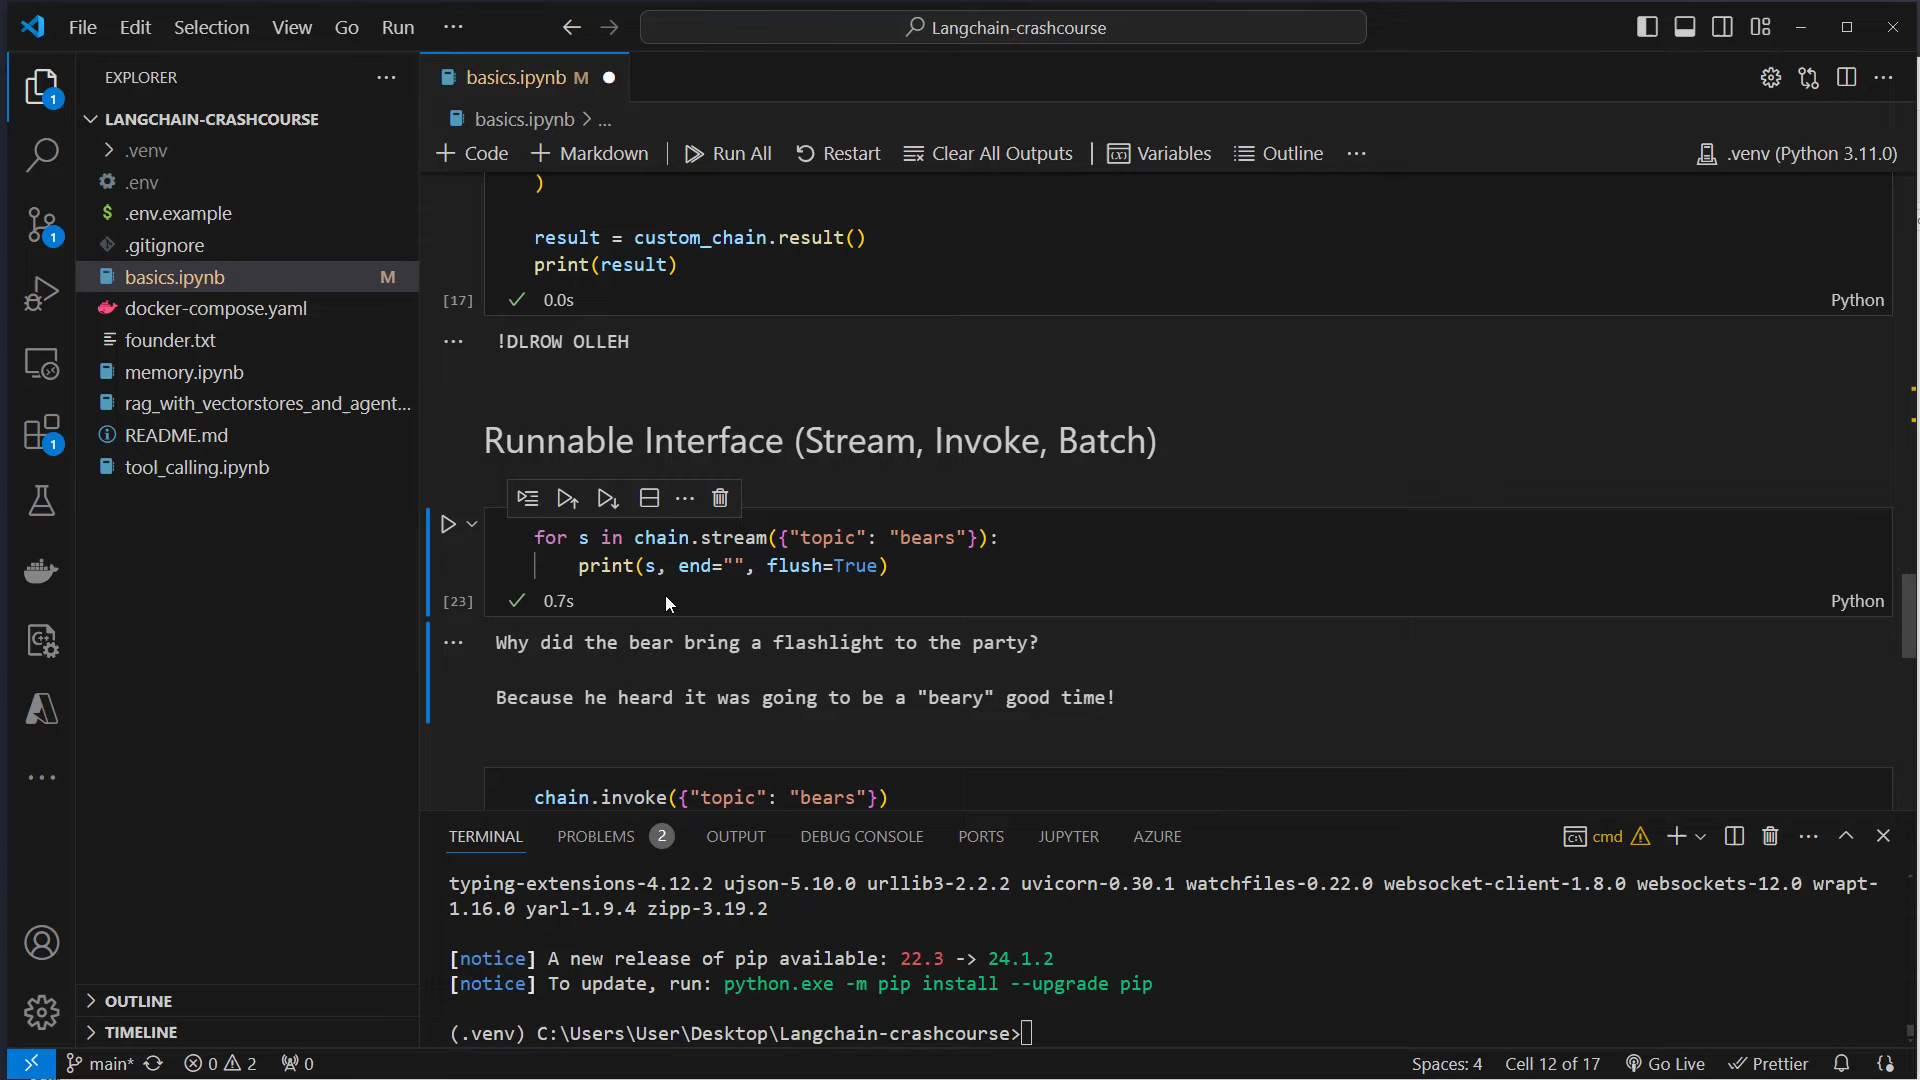 File Edit Selection View Go Run ...
Langchain-crashcourse
EXPLORER
LANGCHAIN-CRASHCOURSE
.venv
.env
.env.example
.gitignore
basics.ipynb M
docker-compose.yaml
founder.txt
memory.ipynb
rag_with_vectorstores_and_agent...
README.md
tool_calling.ipynb
OUTLINE
TIMELINE
1
1
1
basics.ipynb M
basics.ipynb > ...
+ Code + Markdown Run All Restart Clear All Outputs Variables Outline ...
.venv (Python 3.11.0)
)
result = custom_chain.result()
print(result)
[17] 0.0s Python
!DLROW OLLEH
Runnable Interface (Stream, Invoke, Batch)
for s in chain.stream({"topic": "bears"}):
print(s, end="", flush=True)
[23] 0.7s Python
Why did the bear bring a flashlight to the party?
Because he heard it was going to be a "beary" good time!
chain.invoke({"topic": "bears"})
TERMINAL PROBLEMS 2 OUTPUT DEBUG CONSOLE PORTS JUPYTER AZURE
cmd
typing-extensions-4.12.2 ujson-5.10.0 urllib3-2.2.2 uvicorn-0.30.1 watchfiles-0.22.0 websocket-client-1.8.0 websockets-12.0 wrapt-
1.16.0 yarl-1.9.4 zipp-3.19.2
[notice] A new release of pip available: 22.3 -> 24.1.2
[notice] To update, run: python.exe -m pip install --upgrade pip
(.venv) C:\Users\User\Desktop\Langchain-crashcourse>
main* 0 2 0
Spaces: 4 Cell 12 of 17 Go Live Prettier